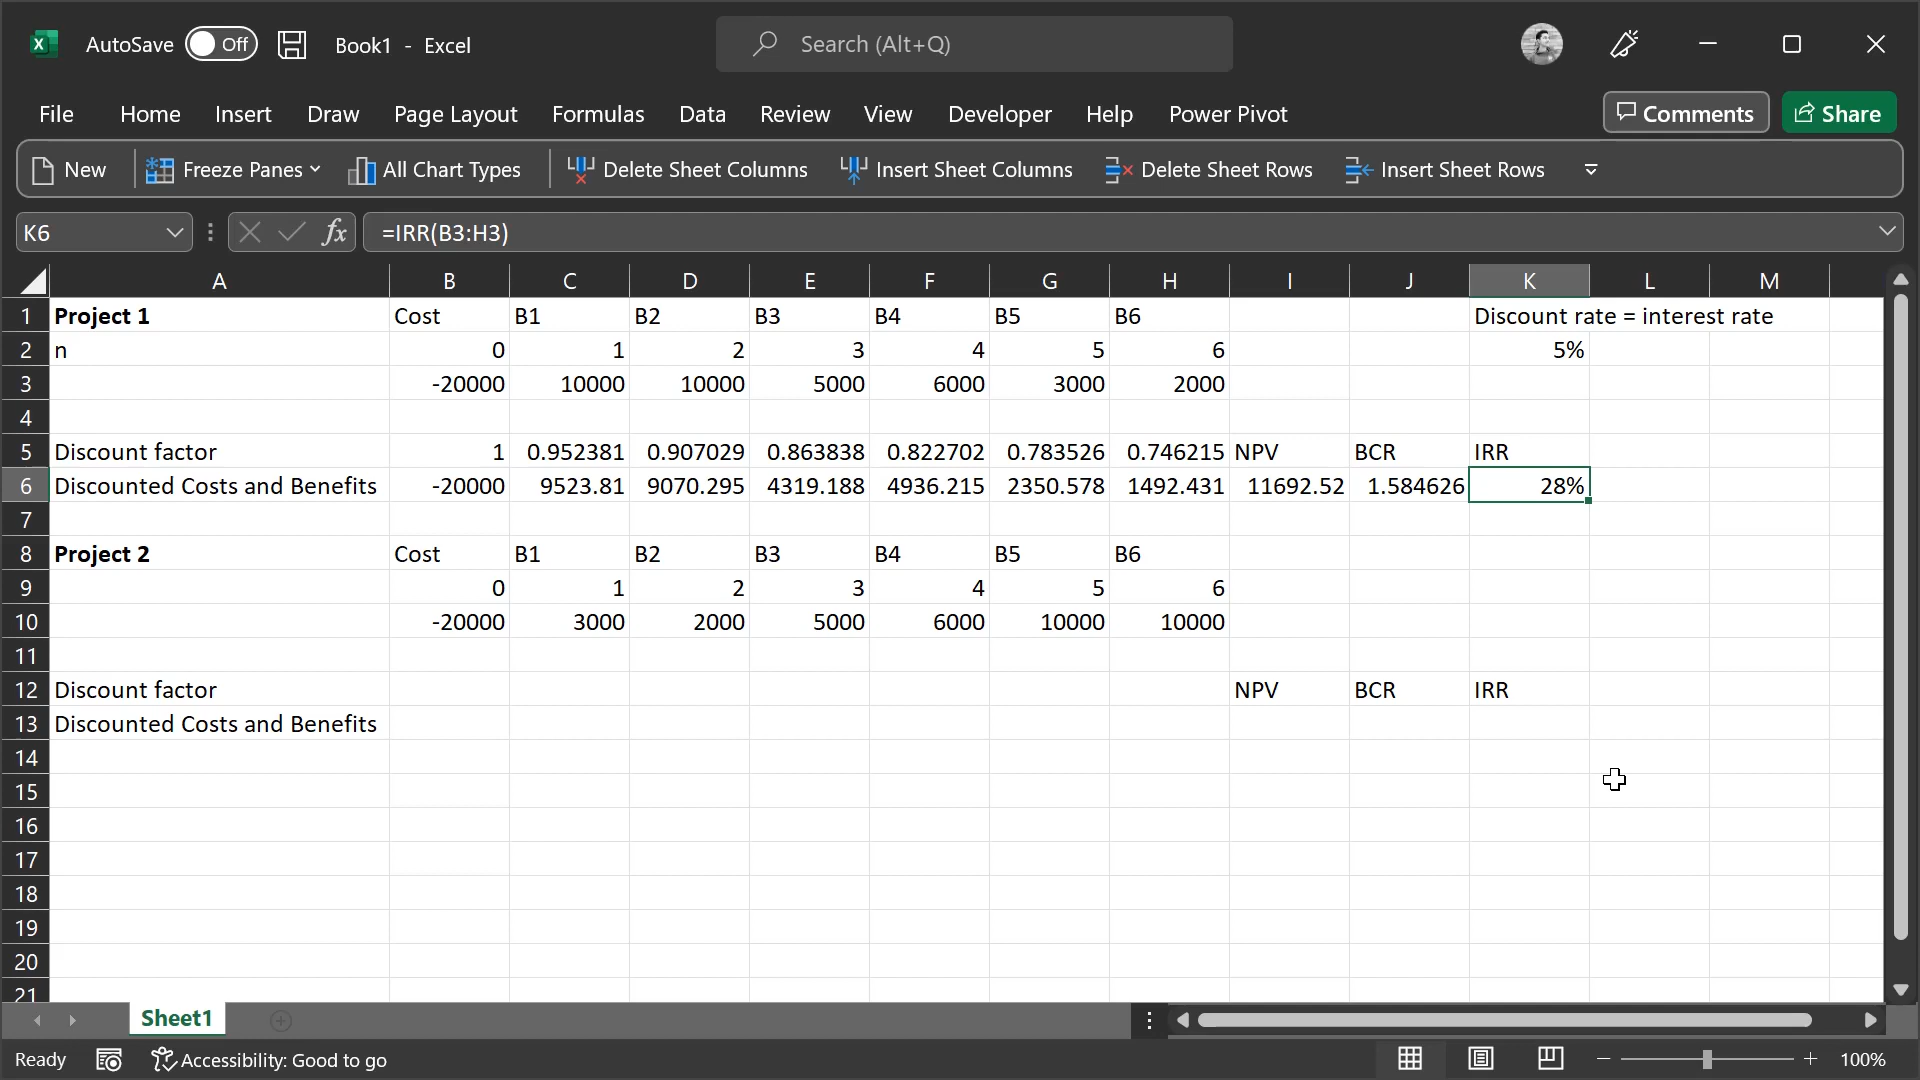 AutoSave Off Book1 - Excel Search (Alt+Q)
File Home Insert Draw Page Layout Formulas Data Review View Developer Help Power Pivot Comments Share
New Freeze Panes All Chart Types Delete Sheet Columns Insert Sheet Columns Delete Sheet Rows Insert Sheet Rows
K6 fx =IRR(B3:H3)
A B C D E F G H I J K L M
1 Project 1 Cost B1 B2 B3 B4 B5 B6 Discount rate = interest rate
2 n 0 1 2 3 4 5 6 5%
3 -20000 10000 10000 5000 6000 3000 2000
4
5 Discount factor 1 0.952381 0.907029 0.863838 0.822702 0.783526 0.746215 NPV BCR IRR
6 Discounted Costs and Benefits -20000 9523.81 9070.295 4319.188 4936.215 2350.578 1492.431 11692.52 1.584626 28%
7
8 Project 2 Cost B1 B2 B3 B4 B5 B6
9 0 1 2 3 4 5 6
10 -20000 3000 2000 5000 6000 10000 10000
11
12 Discount factor NPV BCR IRR
13 Discounted Costs and Benefits
14
15
16
17
18
19
20
21
Sheet1
Ready Accessibility: Good to go 100%